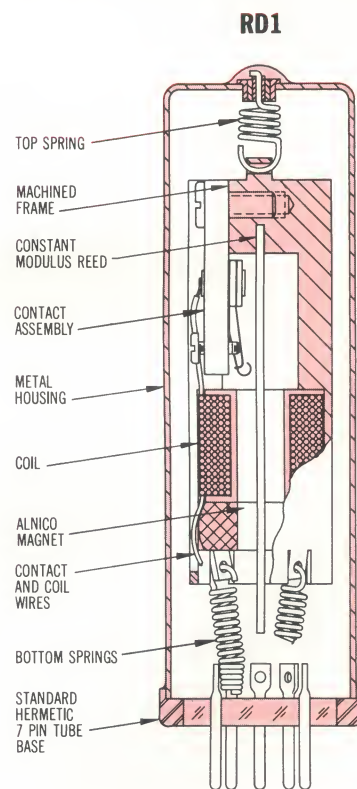 RD1
TOP SPRING
MACHINED
FRAME
CONSTANT
MODULUS REED
CONTACT
ASSEMBLY
METAL
HOUSING
COIL
ALNICO
MAGNET
CONTACT
AND COIL
WIRES
BOTTOM SPRINGS
STANDARD
HERMETIC
7 PIN TUBE
BASE